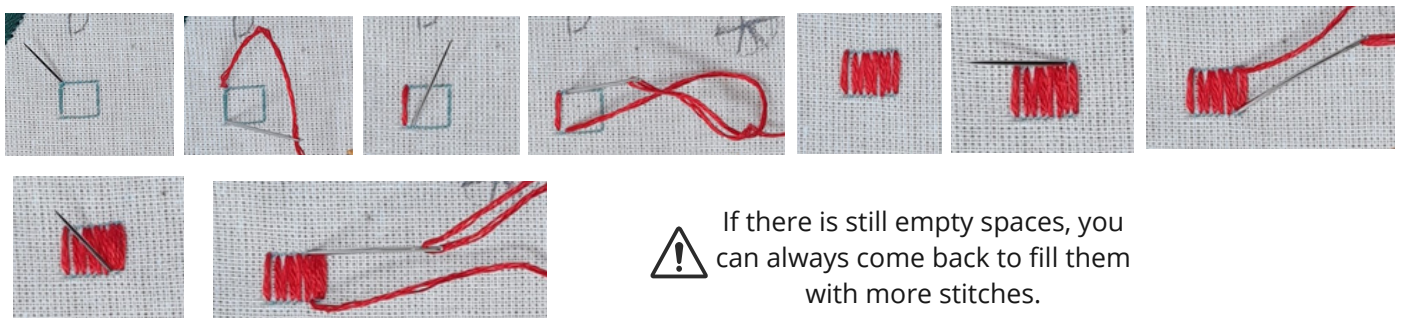 If there is still empty spaces, you
can always come back to fill them
with more stitches.